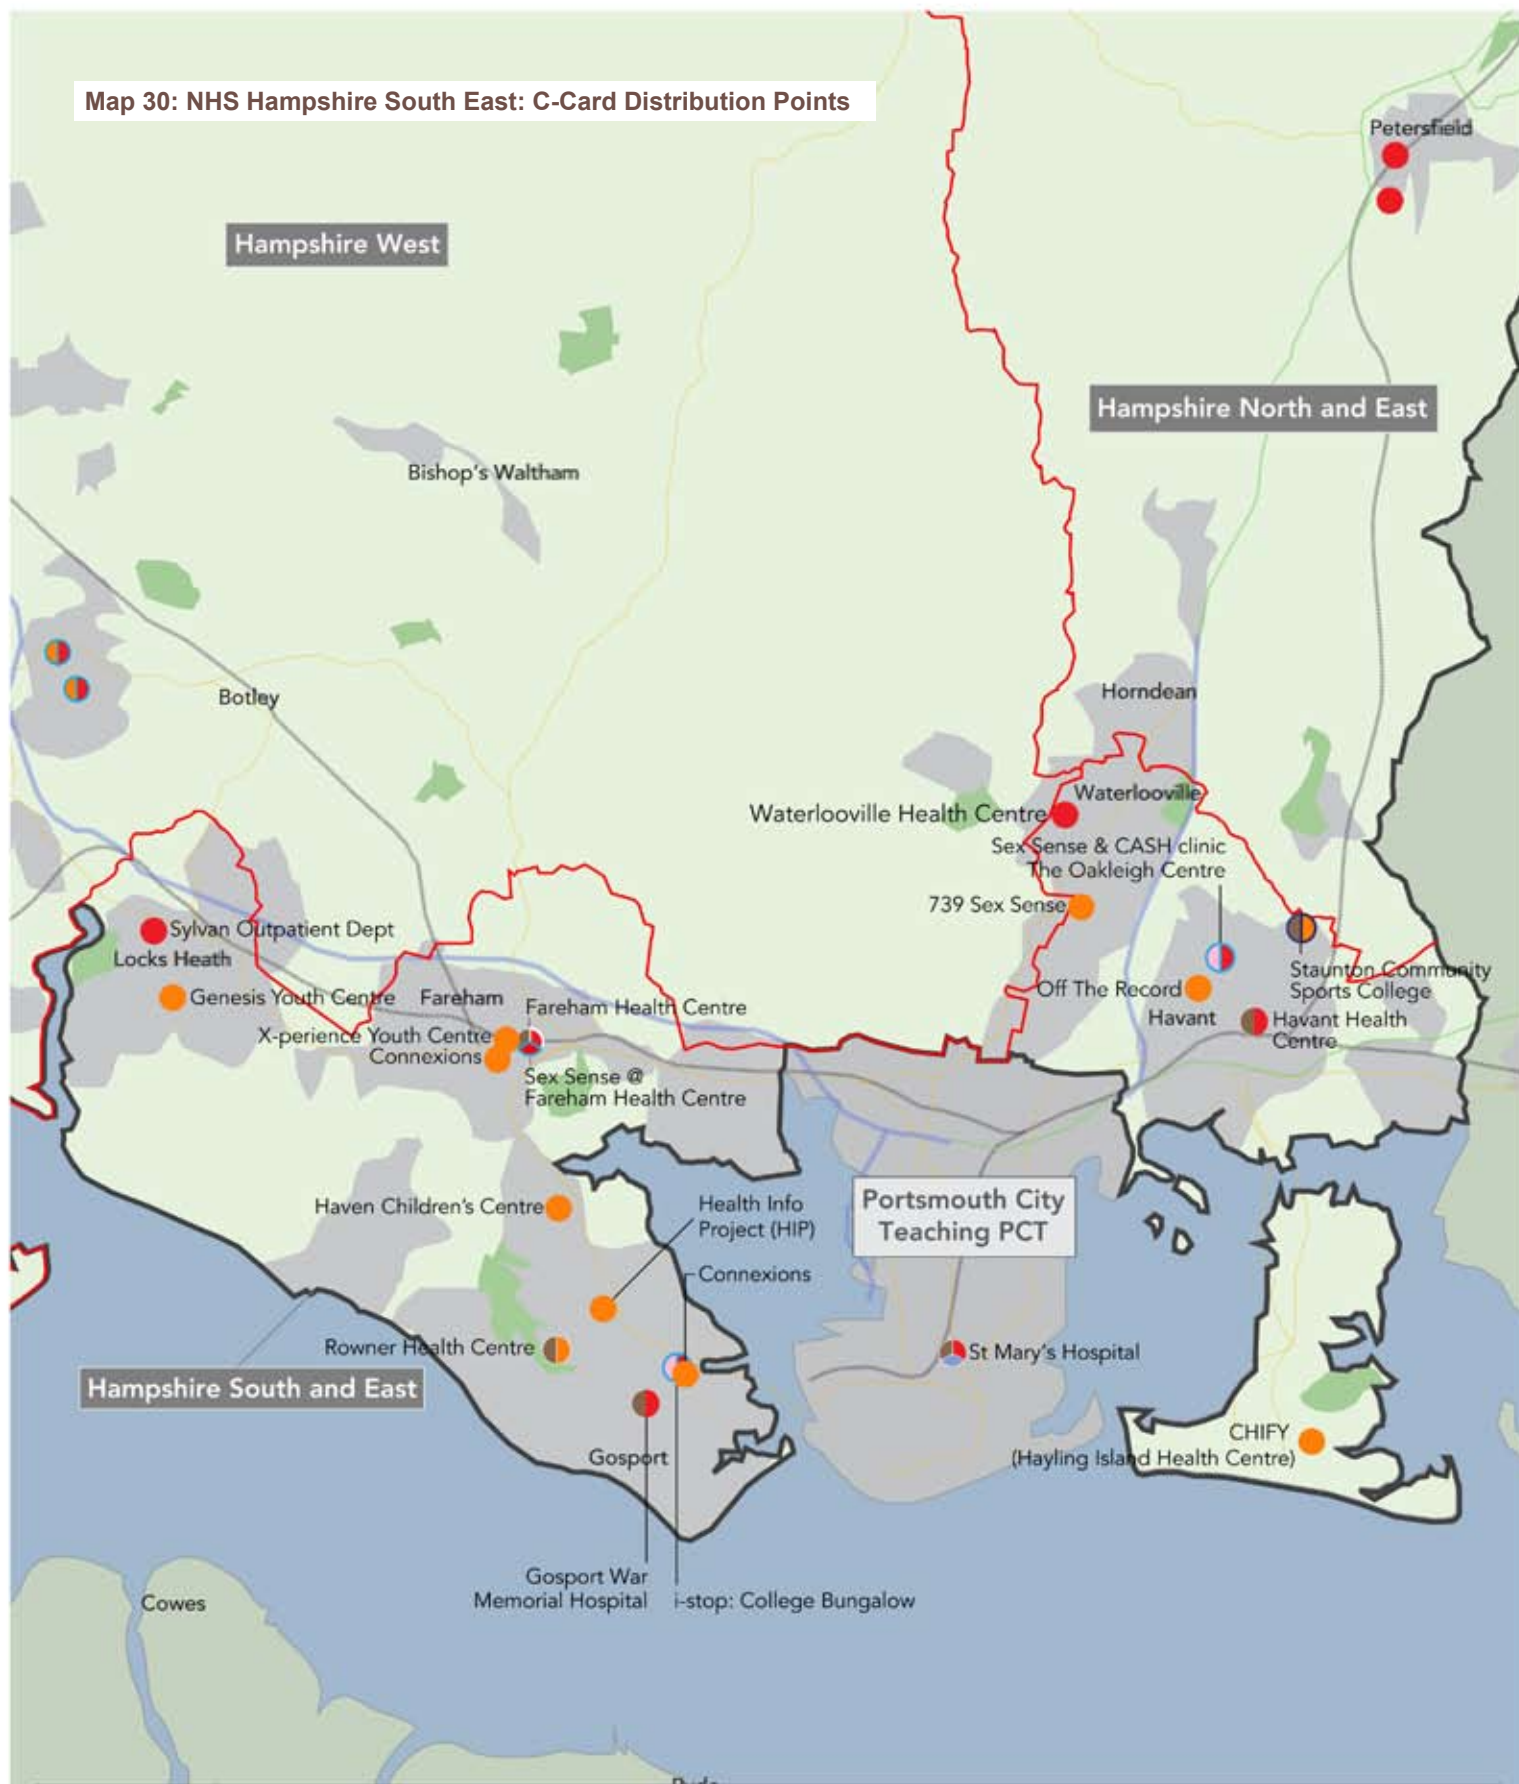 Map 30: NHS Hampshire South East: C-Card Distribution Points
Petersfield
Hampshire West
Hampshire North and East
Bishop's Waltham
Horndean
Botley
Waterlooville
Waterlooville Health Centre
Sex Sense & CASH clinic
The Oakleigh Centre
739 Sex Sense
Sylvan Outpatient Dept
Locks Heath
Staunton Community
Sports College
Off The Record
Genesis Youth Centre
Fareham
Fareham Health Centre
Havant
Havant Health
Centre
X-perience Youth Centre
Connexions
Sex Sense @
Fareham Health Centre
Haven Children's Centre
Health Info
Project (HIP)
Portsmouth City
Teaching PCT
Connexions
Rowner Health Centre
St Mary's Hospital
Hampshire South and East
CHIFY
(Hayling Island Health Centre)
Gosport
Gosport War
Memorial Hospital
i-stop: College Bungalow
Cowes